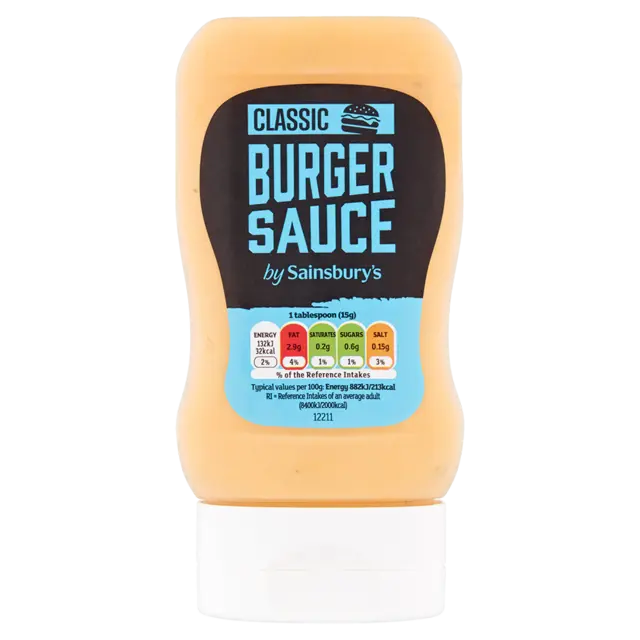 CLASSIC
BURGER
SAUCE
by Sainsbury's
1 tablespoon (15g)
ENERGY FAT SATURATES SUGARS SALT
132kJ
32kcal 2.9g 0.2g 0.6g 0.15g
2% 4% 1% 1% 3%
% of the Reference Intakes
Typical values per 100g: Energy 882kJ/213kcal
RI = Reference Intakes of an average adult
(8400kJ/2000kcal)
12211